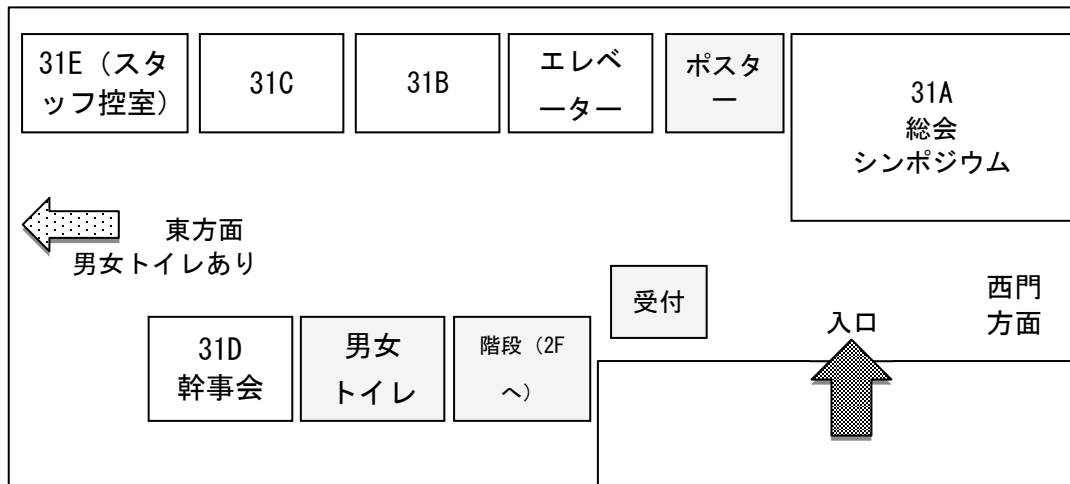 31E（スタ
ッフ控室）
31C
31B
エレベ
ーター
ポスタ
ー
31A
総会
シンポジウム
東方面
男女トイレあり
受付
入口
西門
方面
31D
幹事会
男女
トイレ
階段（2F
へ）